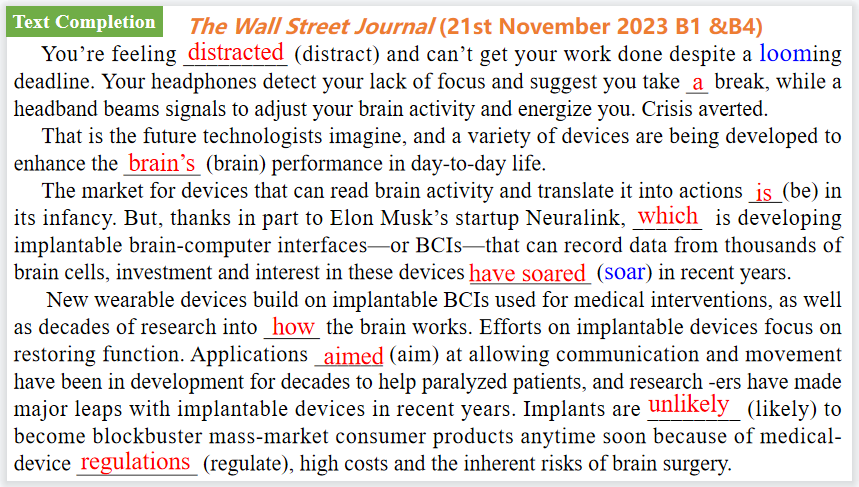 Text Completion
The Wall Street Journal (21st November 2023 B1 &B4)
You're feeling distracted (distract) and can't get your work done despite a looming
deadline. Your headphones detect your lack of focus and suggest you take a break, while a
headband beams signals to adjust your brain activity and energize you. Crisis averted.
That is the future technologists imagine, and a variety of devices are being developed to
enhance the brain's (brain) performance in day-to-day life.
The market for devices that can read brain activity and translate it into actions is (be) in
its infancy. But, thanks in part to Elon Musk's startup Neuralink, which is developing
implantable brain-computer interfaces—or BCIs—that can record data from thousands of
brain cells, investment and interest in these devices have soared (soar) in recent years.
New wearable devices build on implantable BCIs used for medical interventions, as well
as decades of research into how the brain works. Efforts on implantable devices focus on
restoring function. Applications aimed (aim) at allowing communication and movement
have been in development for decades to help paralyzed patients, and research -ers have made
major leaps with implantable devices in recent years. Implants are unlikely (likely) to
become blockbuster mass-market consumer products anytime soon because of medical-
device regulations (regulate), high costs and the inherent risks of brain surgery.